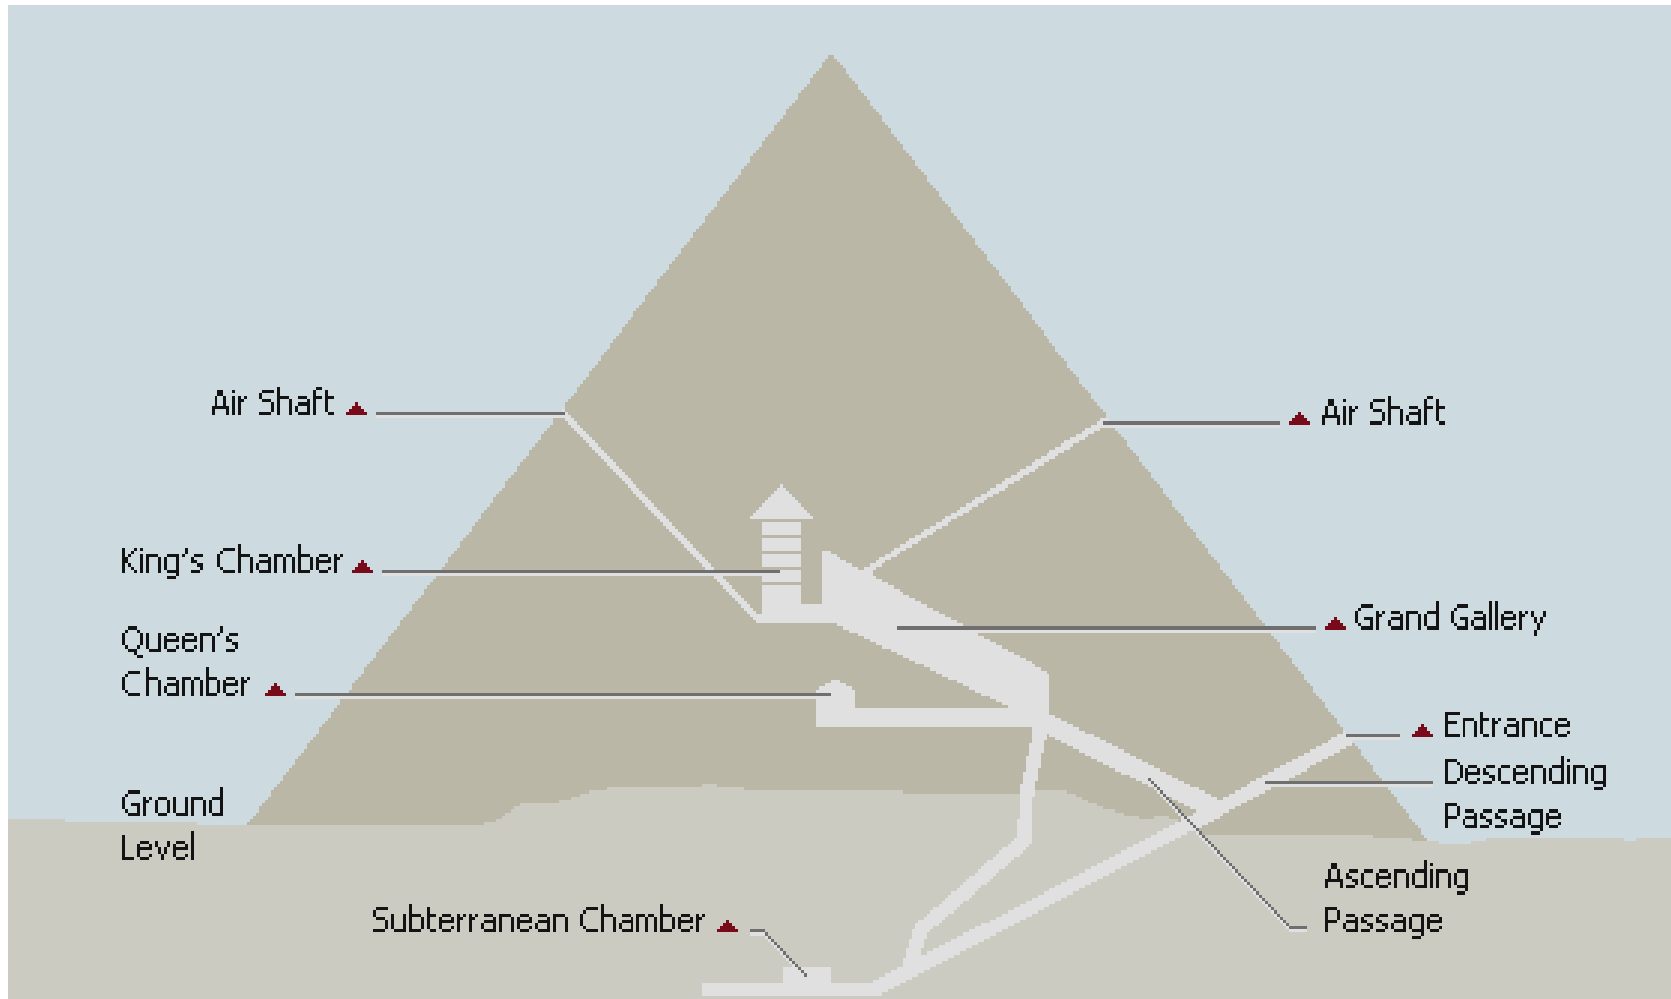 Air Shaft
Air Shaft
King's Chamber
Grand Gallery
Queen's
Chamber
Entrance
Descending
Passage
Ground
Level
Ascending
Passage
Subterranean Chamber